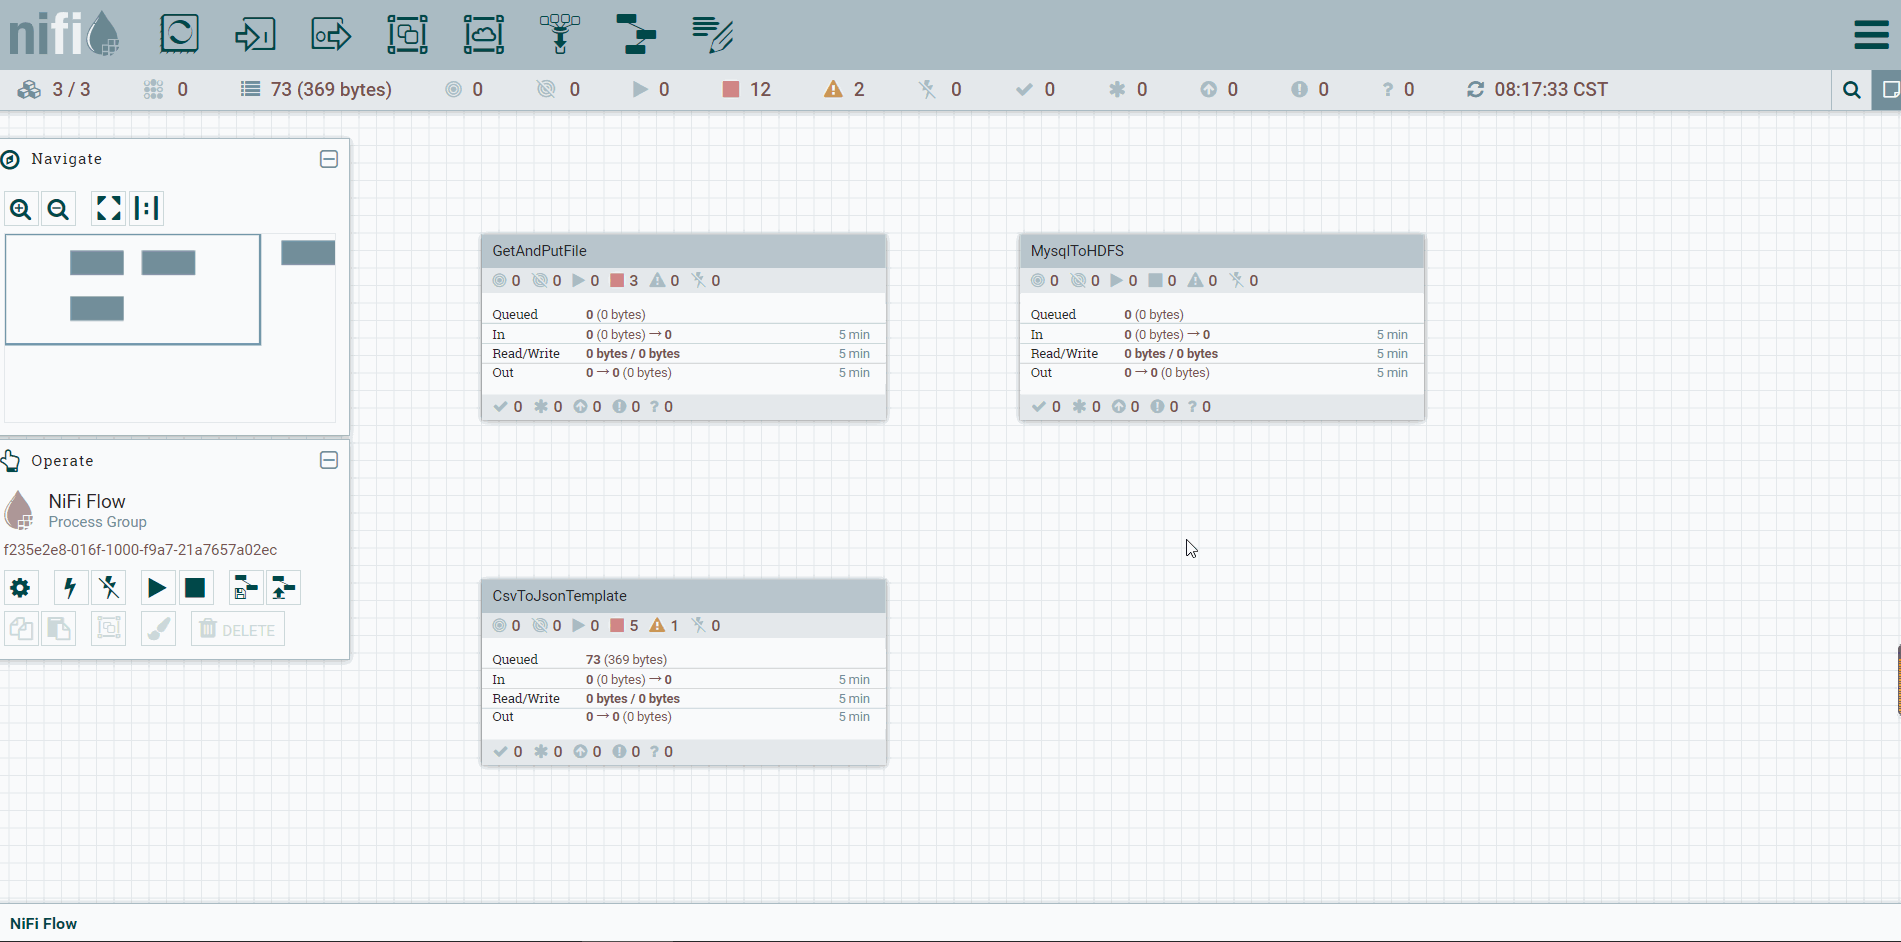 nifi
3 / 3 0 73 (369 bytes) 0 0 0 12 2 0 0 0 0 0 ? 0 08:17:33 CST
Navigate
Operate
NiFi Flow
Process Group
f235e2e8-016f-1000-f9a7-21a7657a02ec
DELETE
GetAndPutFile
0 0 0 3 0 0
Queued 0 (0 bytes)
In 0 (0 bytes) → 0 5 min
Read/Write 0 bytes / 0 bytes 5 min
Out 0 → 0 (0 bytes) 5 min
0 0 0 0 ? 0
MysqlToHDFS
0 0 0 0 0 0
Queued 0 (0 bytes)
In 0 (0 bytes) → 0 5 min
Read/Write 0 bytes / 0 bytes 5 min
Out 0 → 0 (0 bytes) 5 min
0 0 0 0 ? 0
CsvToJsonTemplate
0 0 0 5 1 0
Queued 73 (369 bytes)
In 0 (0 bytes) → 0 5 min
Read/Write 0 bytes / 0 bytes 5 min
Out 0 → 0 (0 bytes) 5 min
0 0 0 0 ? 0
NiFi Flow